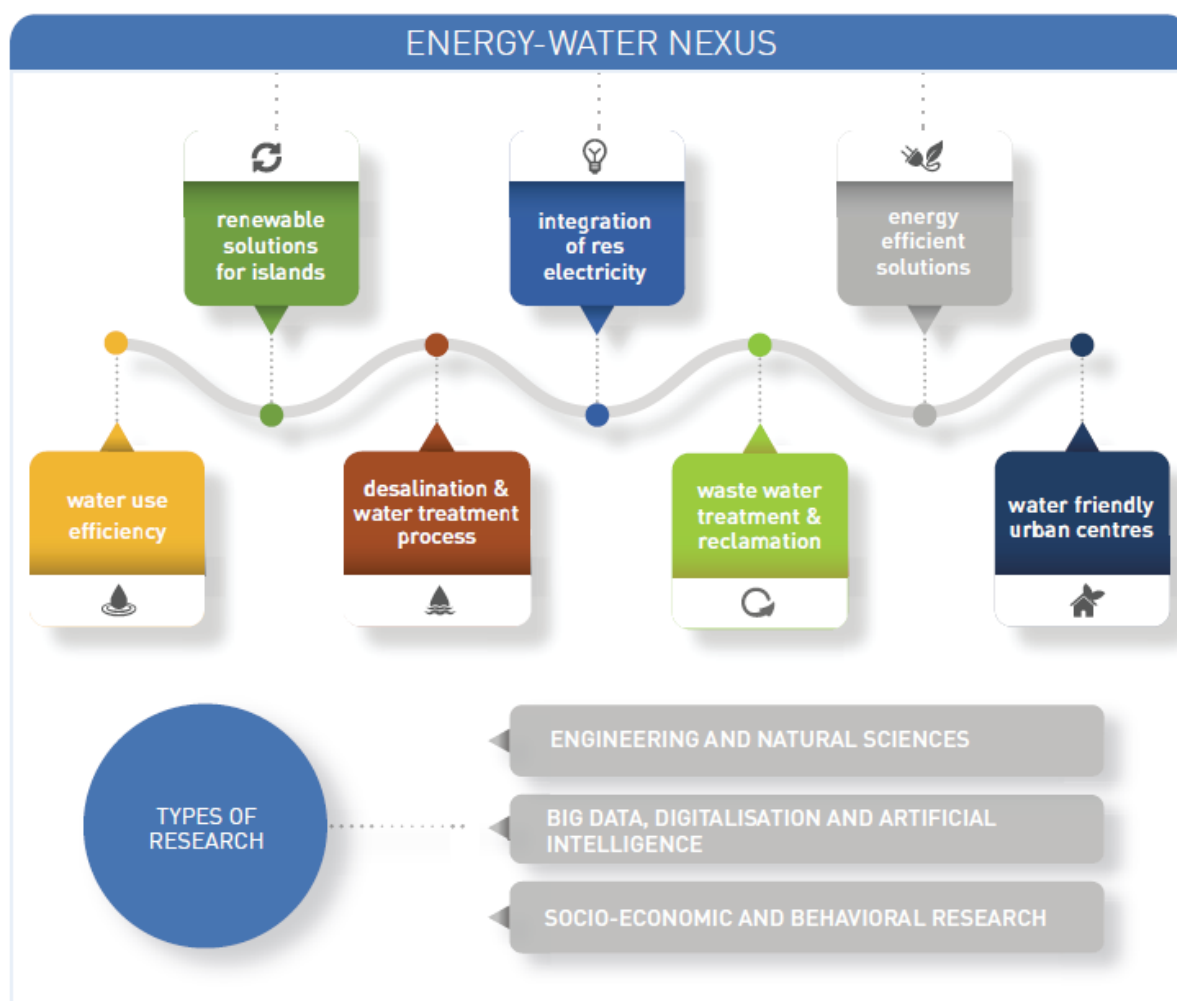 ENERGY-WATER NEXUS
renewable
solutions
for islands
integration
of res
electricity
energy
efficient
solutions
water use
efficiency
desalination &
water treatment
process
waste water
treatment &
reclamation
water friendly
urban centres
TYPES OF
RESEARCH
ENGINEERING AND NATURAL SCIENCES
BIG DATA, DIGITALISATION AND ARTIFICIAL
INTELLIGENCE
SOCIO-ECONOMIC AND BEHAVIORAL RESEARCH